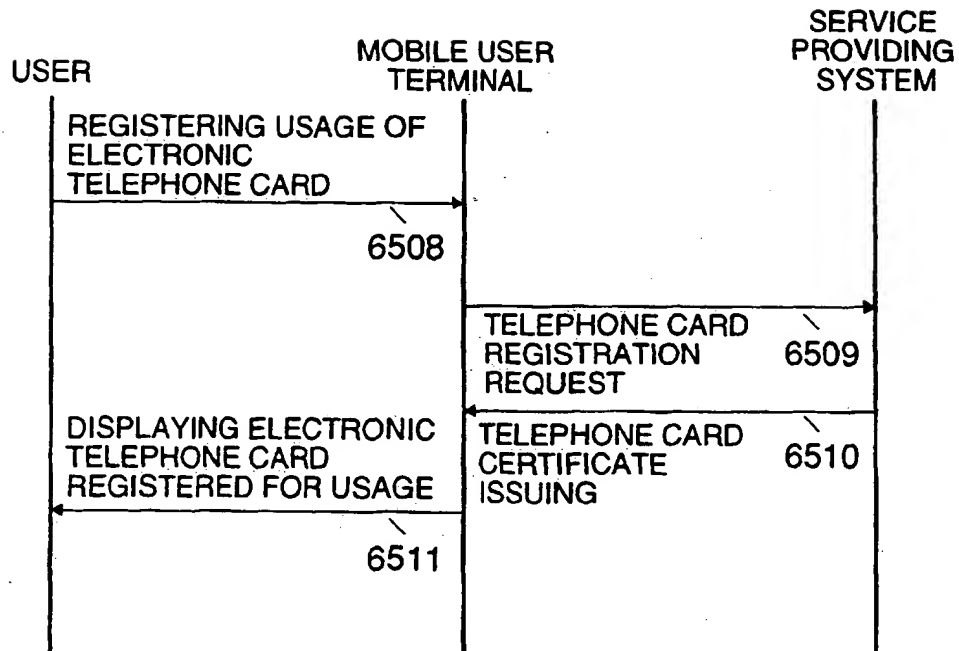 USER
MOBILE USER
TERMINAL
SERVICE
PROVIDING
SYSTEM
REGISTERING USAGE OF
ELECTRONIC
TELEPHONE CARD
6508
TELEPHONE CARD
REGISTRATION
REQUEST
6509
TELEPHONE CARD
CERTIFICATE
ISSUING
6510
DISPLAYING ELECTRONIC
TELEPHONE CARD
REGISTERED FOR USAGE
6511